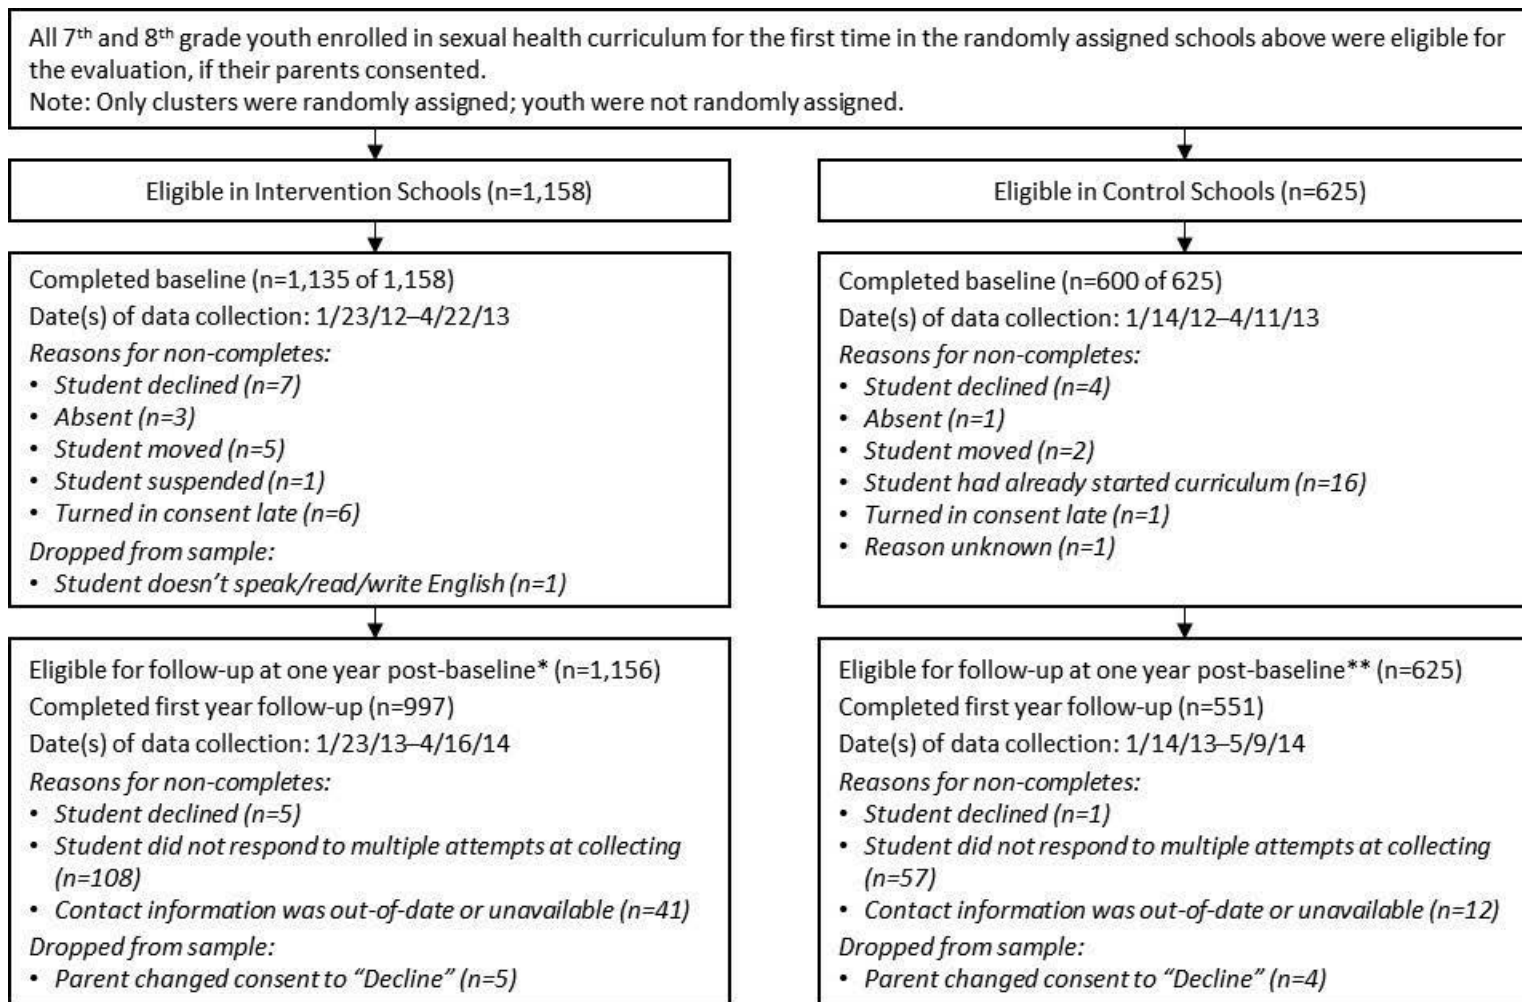 All 7th and 8th grade youth enrolled in sexual health curriculum for the first time in the randomly assigned schools above were eligible for
the evaluation, if their parents consented.
Note: Only clusters were randomly assigned; youth were not randomly assigned.
Eligible in Intervention Schools (n=1,158)
Completed baseline (n=1,135 of 1,158)
Date(s) of data collection: 1/23/12–4/22/13
Reasons for non-completes:
• Student declined (n=7)
• Absent (n=3)
• Student moved (n=5)
• Student suspended (n=1)
• Turned in consent late (n=6)
Dropped from sample:
• Student doesn’t speak/read/write English (n=1)
Eligible for follow-up at one year post-baseline* (n=1,156)
Completed first year follow-up (n=997)
Date(s) of data collection: 1/23/13–4/16/14
Reasons for non-completes:
• Student declined (n=5)
• Student did not respond to multiple attempts at collecting
(n=108)
• Contact information was out-of-date or unavailable (n=41)
Dropped from sample:
• Parent changed consent to “Decline” (n=5)
Eligible in Control Schools (n=625)
Completed baseline (n=600 of 625)
Date(s) of data collection: 1/14/12–4/11/13
Reasons for non-completes:
• Student declined (n=4)
• Absent (n=1)
• Student moved (n=2)
• Student had already started curriculum (n=16)
• Turned in consent late (n=1)
• Reason unknown (n=1)
Eligible for follow-up at one year post-baseline** (n=625)
Completed first year follow-up (n=551)
Date(s) of data collection: 1/14/13–5/9/14
Reasons for non-completes:
• Student declined (n=1)
• Student did not respond to multiple attempts at collecting
(n=57)
• Contact information was out-of-date or unavailable (n=12)
Dropped from sample:
• Parent changed consent to “Decline” (n=4)